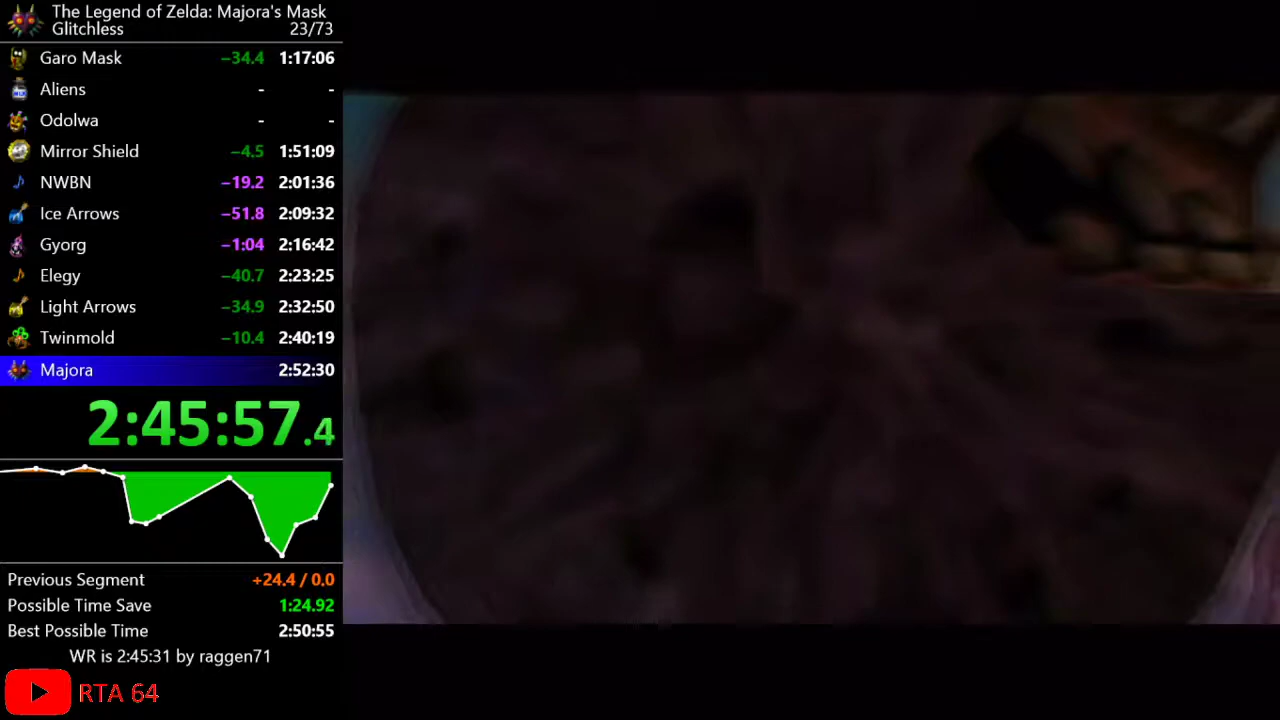 The Legend of Zelda: Majora's Mask
Glitchless 23/73
Garo Mask −34.4 1:17:06
Aliens - -
Odolwa - -
Mirror Shield −4.5 1:51:09
NWBN −19.2 2:01:36
Ice Arrows −51.8 2:09:32
Gyorg −1:04 2:16:42
Elegy −40.7 2:23:25
Light Arrows −34.9 2:32:50
Twinmold −10.4 2:40:19
Majora 2:52:30
2:45:57.4
Previous Segment +24.4 / 0.0
Possible Time Save 1:24.92
Best Possible Time 2:50:55
WR is 2:45:31 by raggen71
RTA 64